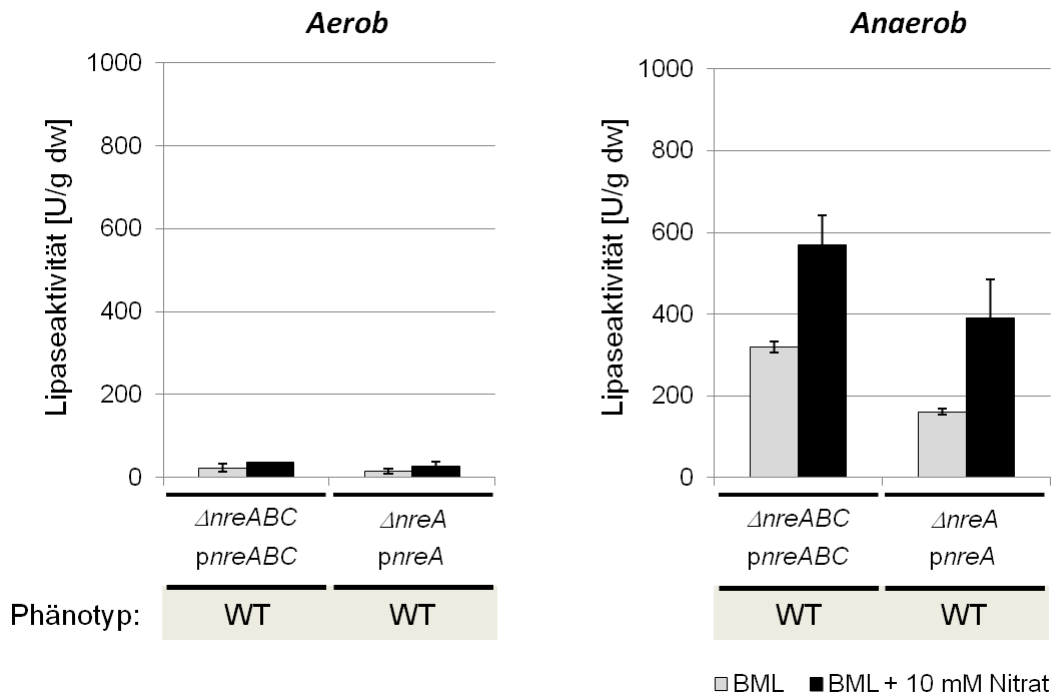 Aerob
1000
800
600
400
200
0
Lipaseaktivität [U/g dw]
ΔnreABC
pnreABC
ΔnreA
pnreA
Anaerob
1000
800
600
400
200
0
Lipaseaktivität [U/g dw]
ΔnreABC
pnreABC
ΔnreA
pnreA
Phänotyp: WT WT WT WT
BML BML + 10 mM Nitrat